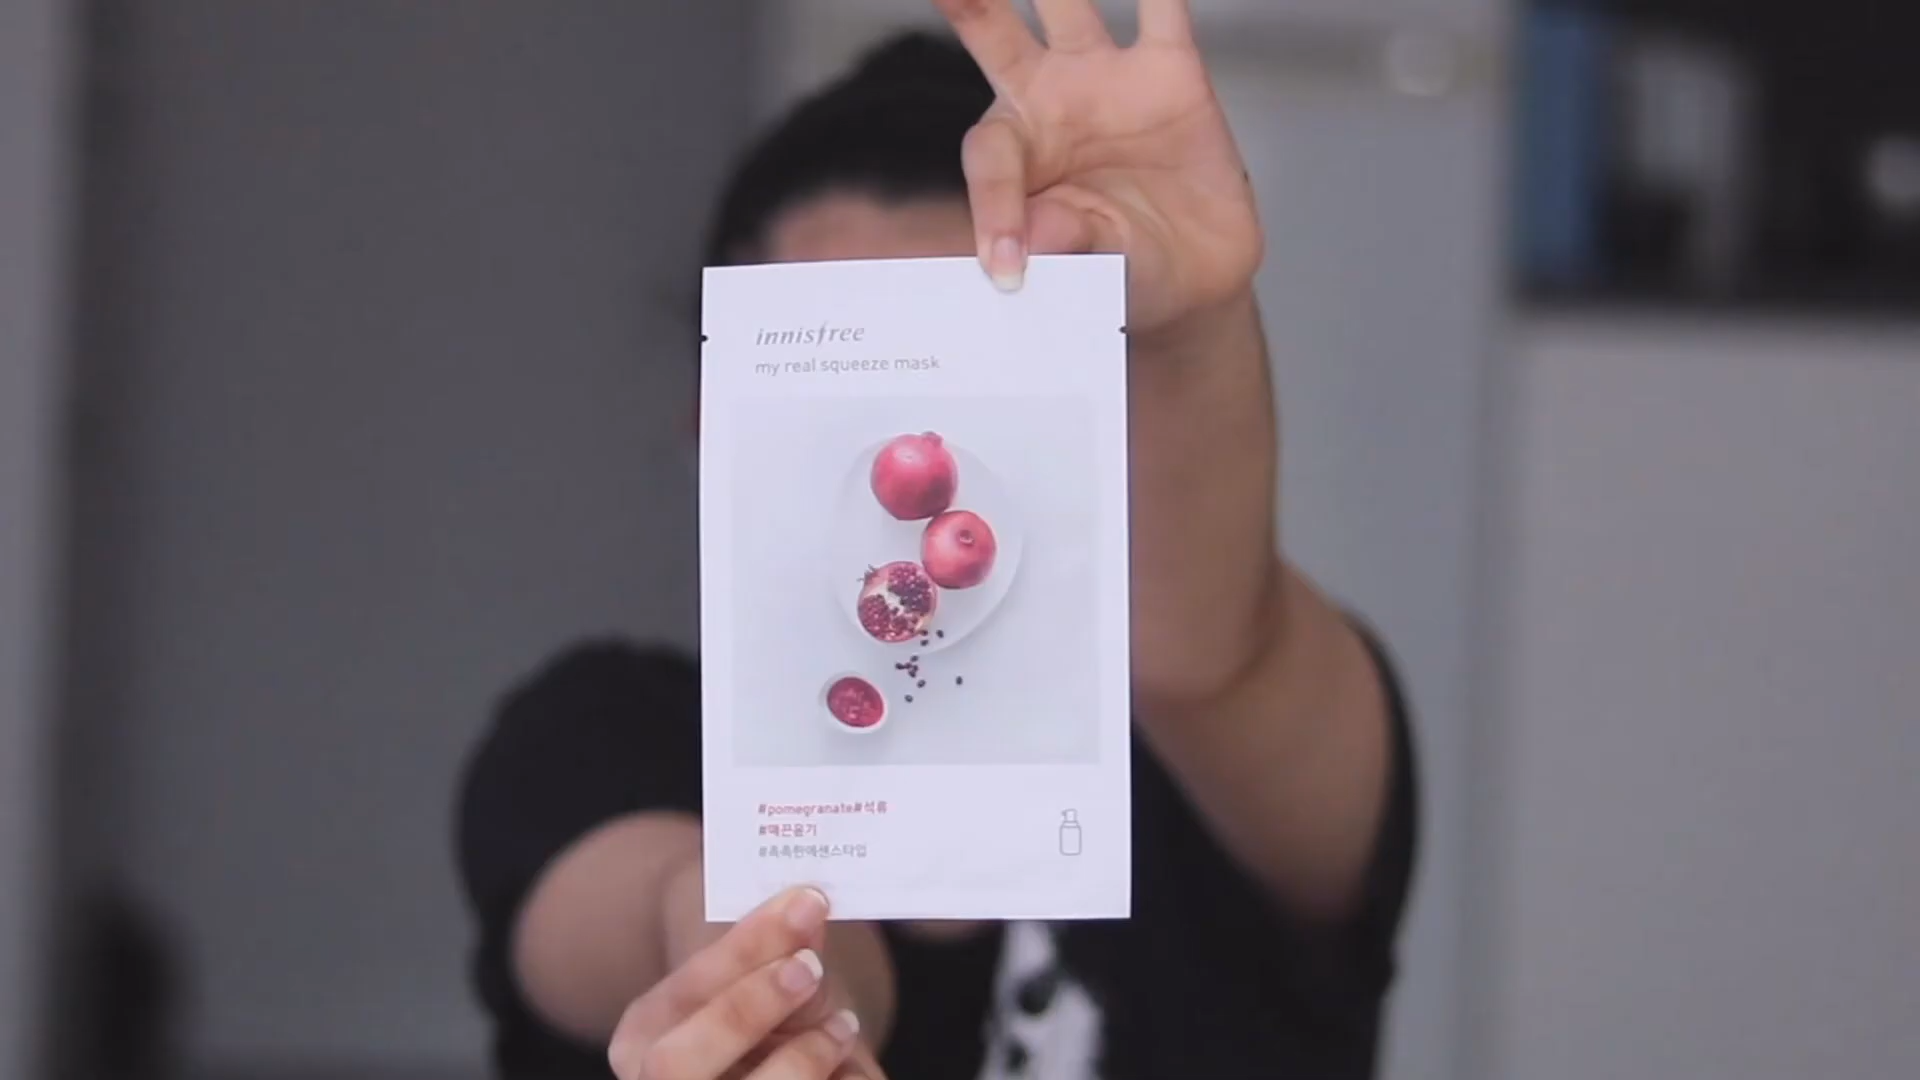 innisfree
my real squeeze mask
#pomegranate#석류
#매끈윤기
#촉촉한에센스타입